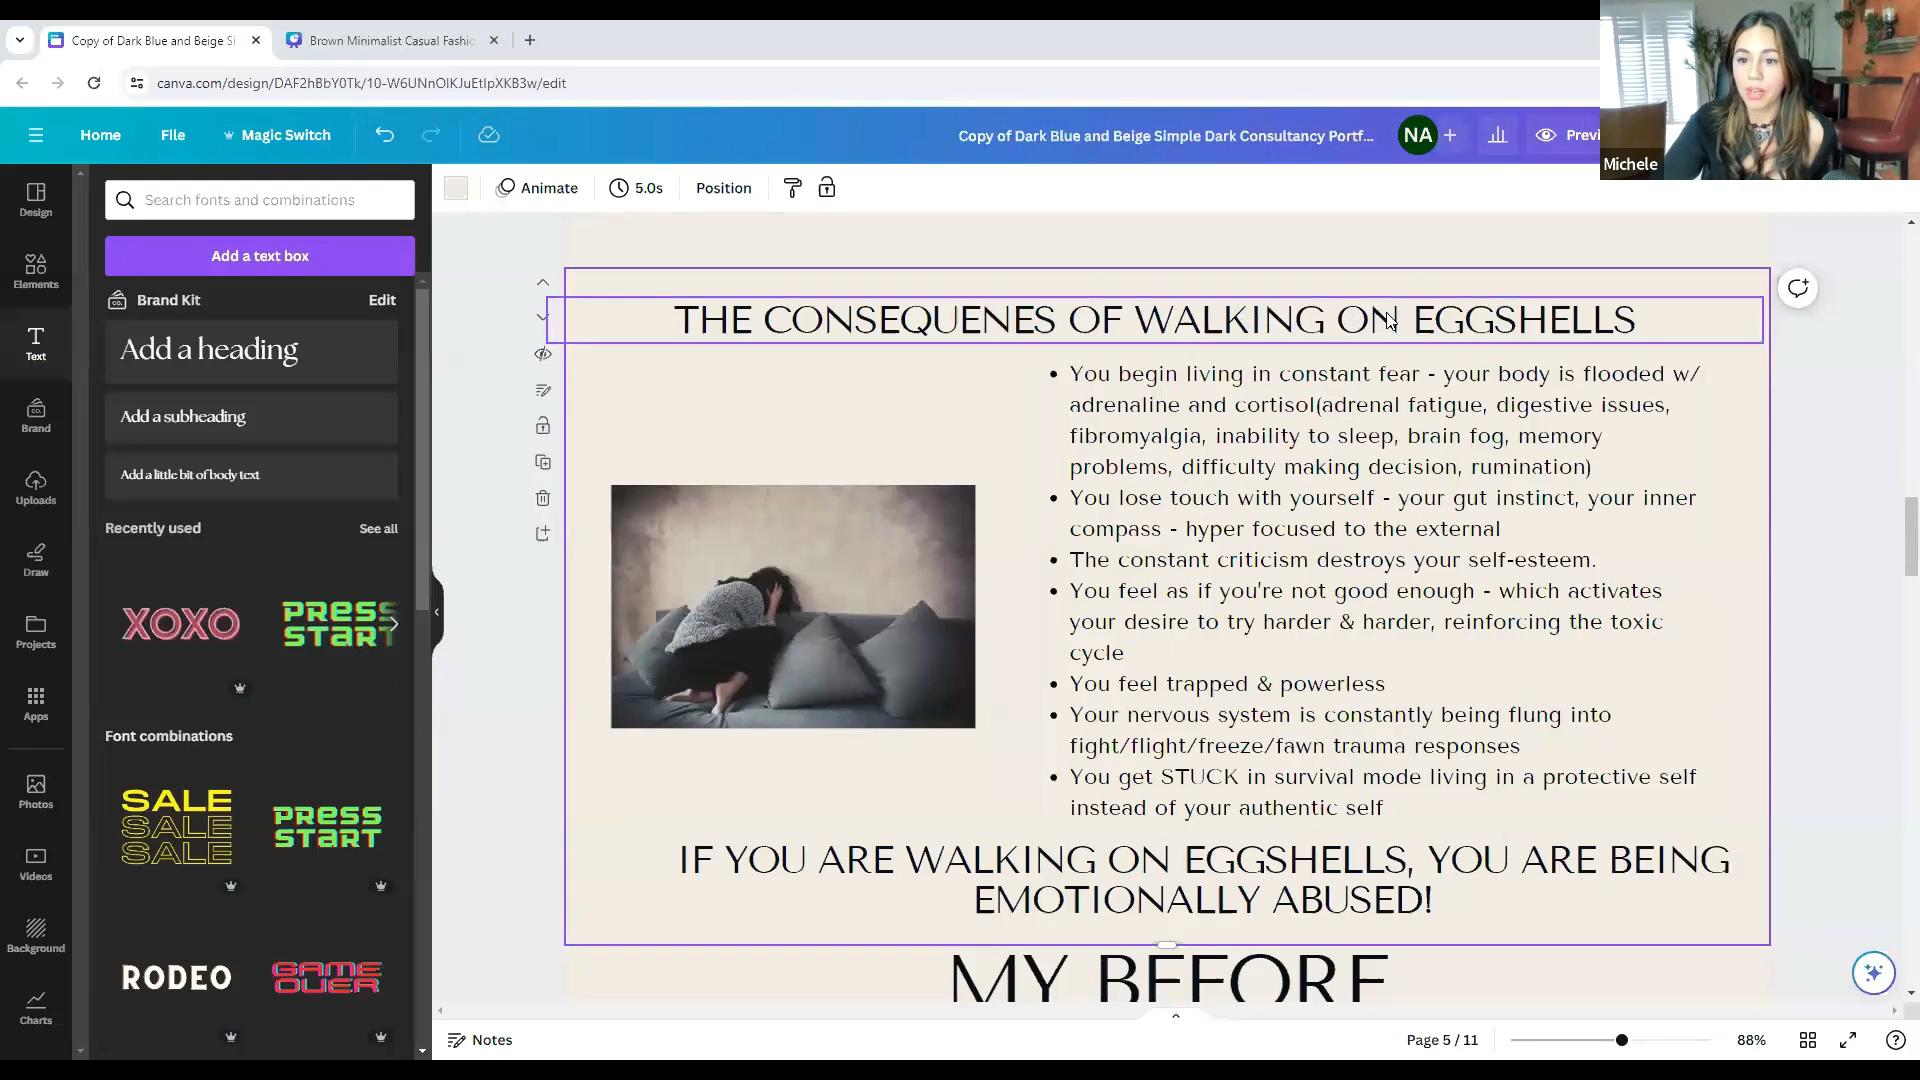 Copy of Dark Blue and Beige Si
Brown Minimalist Casual Fashio
canva.com/design/DAF2hBbY0Tk/10-W6UNnOlKJuEtIpXKB3w/edit
Home
File
Magic Switch
Copy of Dark Blue and Beige Simple Dark Consultancy Portf...
NA
Previ
Michele
Design
Elements
Text
Brand
Uploads
Draw
Projects
Apps
Photos
Videos
Background
Charts
Search fonts and combinations
Add a text box
Brand Kit
Edit
Add a heading
Add a subheading
Add a little bit of body text
Recently used
See all
XOXO
PRESS
START
Font combinations
SALE
SALE
SALE
PRESS
START
RODEO
GAME
OVER
Animate
5.0s
Position
THE CONSEQUENES OF WALKING ON EGGSHELLS
• You begin living in constant fear - your body is flooded w/
adrenaline and cortisol(adrenal fatigue, digestive issues,
fibromyalgia, inability to sleep, brain fog, memory
problems, difficulty making decision, rumination)
• You lose touch with yourself - your gut instinct, your inner
compass - hyper focused to the external
• The constant criticism destroys your self-esteem.
• You feel as if you're not good enough - which activates
your desire to try harder & harder, reinforcing the toxic
cycle
• You feel trapped & powerless
• Your nervous system is constantly being flung into
fight/flight/freeze/fawn trauma responses
• You get STUCK in survival mode living in a protective self
instead of your authentic self
IF YOU ARE WALKING ON EGGSHELLS, YOU ARE BEING
EMOTIONALLY ABUSED!
MY BEFORE
Notes
Page 5 / 11
88%